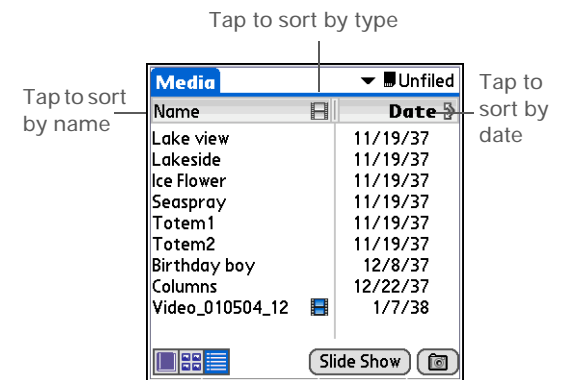 Tap to sort by type
Media Unfiled
Tap to sort by name
Name Date
Tap to sort by date
Lake view 11/19/37
Lakeside 11/19/37
Ice Flower 11/19/37
Seaspray 11/19/37
Totem1 11/19/37
Totem2 11/19/37
Birthday boy 12/8/37
Columns 12/22/37
Video_010504_12 1/7/38
Slide Show